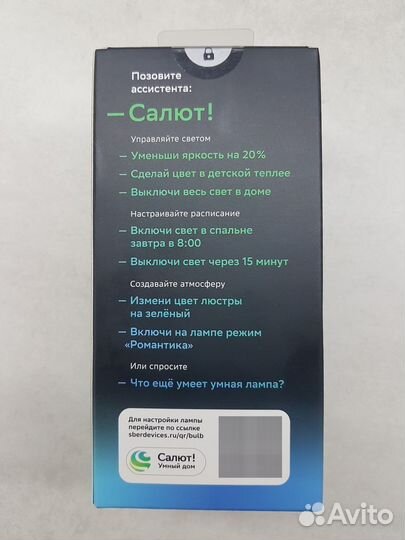 Позовите
ассистента:
— Салют!
Управляйте светом
— Уменьши яркость на 20%
— Сделай цвет в детской теплее
— Выключи весь свет в доме
Настраивайте расписание
— Включи свет в спальне
завтра в 8:00
— Выключи свет через 15 минут
Создавайте атмосферу
— Измени цвет люстры
на зелёный
— Включи на лампе режим
«Романтика»
Или спросите
— Что ещё умеет умная лампа?
Для настройки лампы
перейдите по ссылке
sberdevices.ru/qr/bulb
Салют!
Умный дом
Avito